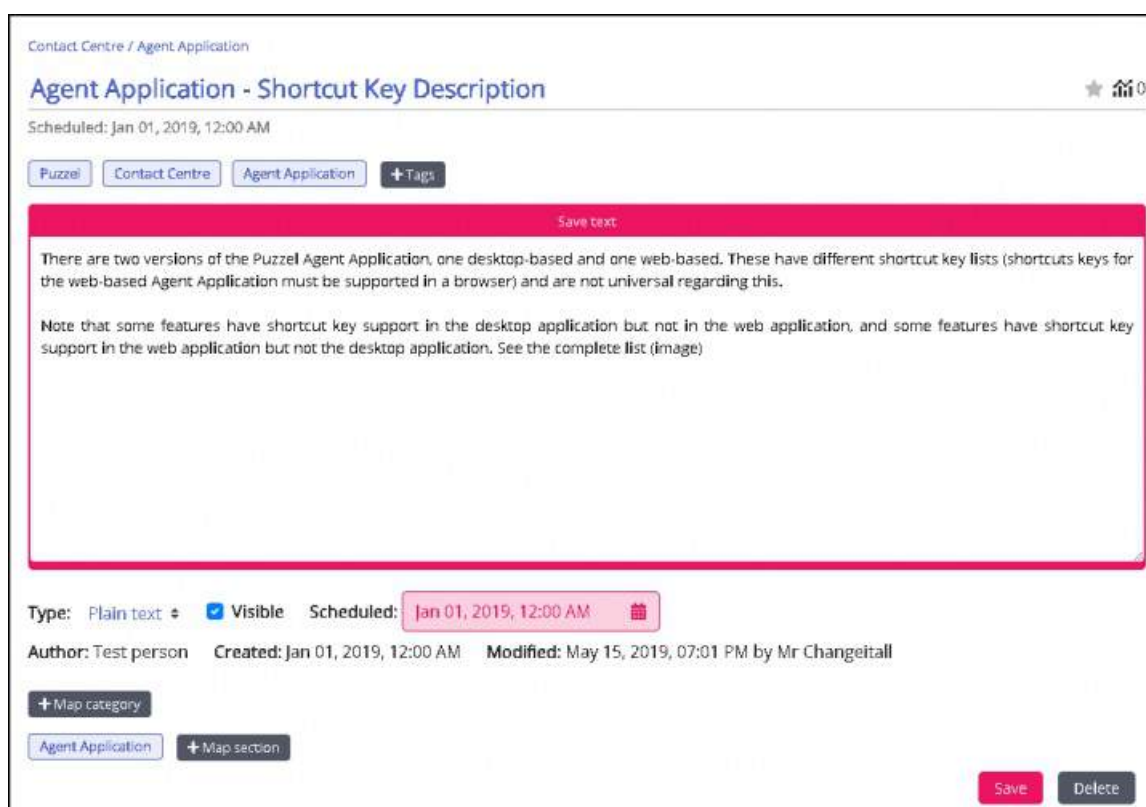 Contact Centre / Agent Application
Agent Application - Shortcut Key Description
0
Scheduled: Jan 01, 2019, 12:00 AM
Puzzel Contact Centre Agent Application +Tags
Save text
There are two versions of the Puzzel Agent Application, one desktop-based and one web-based. These have different shortcut key lists (shortcuts keys for
the web-based Agent Application must be supported in a browser) and are not universal regarding this.
Note that some features have shortcut key support in the desktop application but not in the web application, and some features have shortcut key
support in the web application but not the desktop application. See the complete list (image)
Type: Plain text Visible Scheduled: Jan 01, 2019, 12:00 AM
Author: Test person Created: Jan 01, 2019, 12:00 AM Modified: May 15, 2019, 07:01 PM by Mr Changeitall
+Map category
Agent Application +Map section
Save Delete